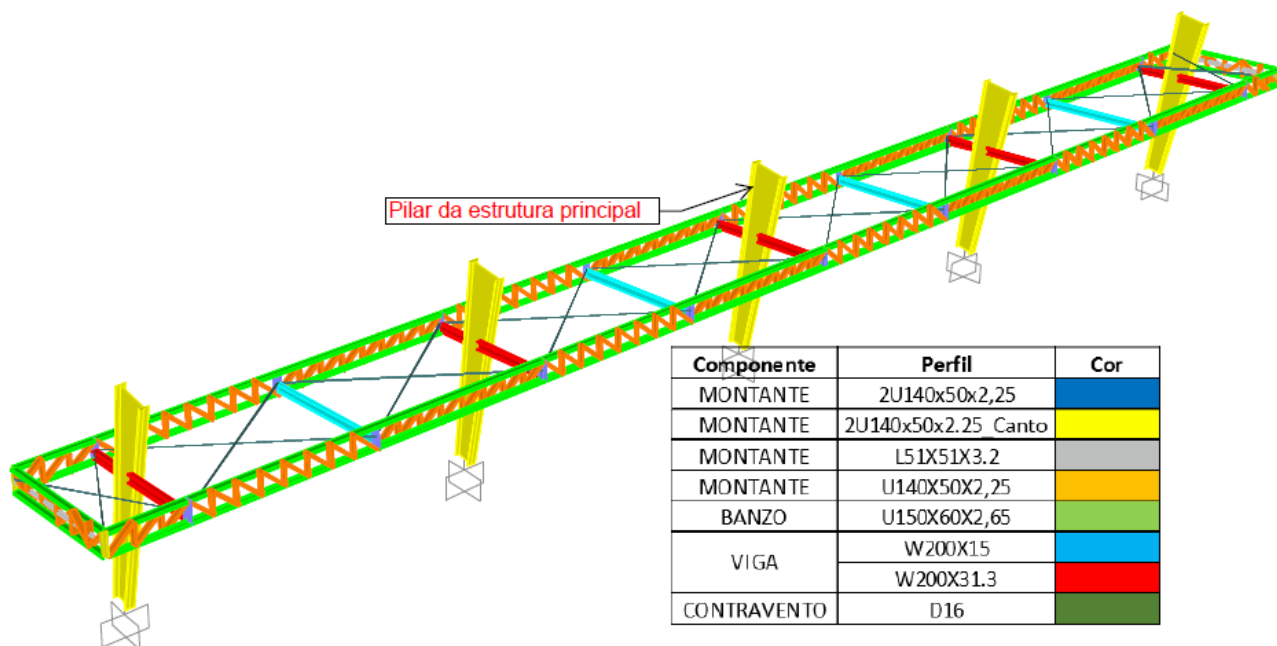 Pilar da estrutura principal
Componente Perfil Cor
MONTANTE 2U140x50x2,25
MONTANTE 2U140x50x2.25_Canto
MONTANTE L51X51X3.2
MONTANTE U140X50X2,25
BANZO U150X60X2,65
VIGA W200X15
W200X31.3
CONTRAVENTO D16